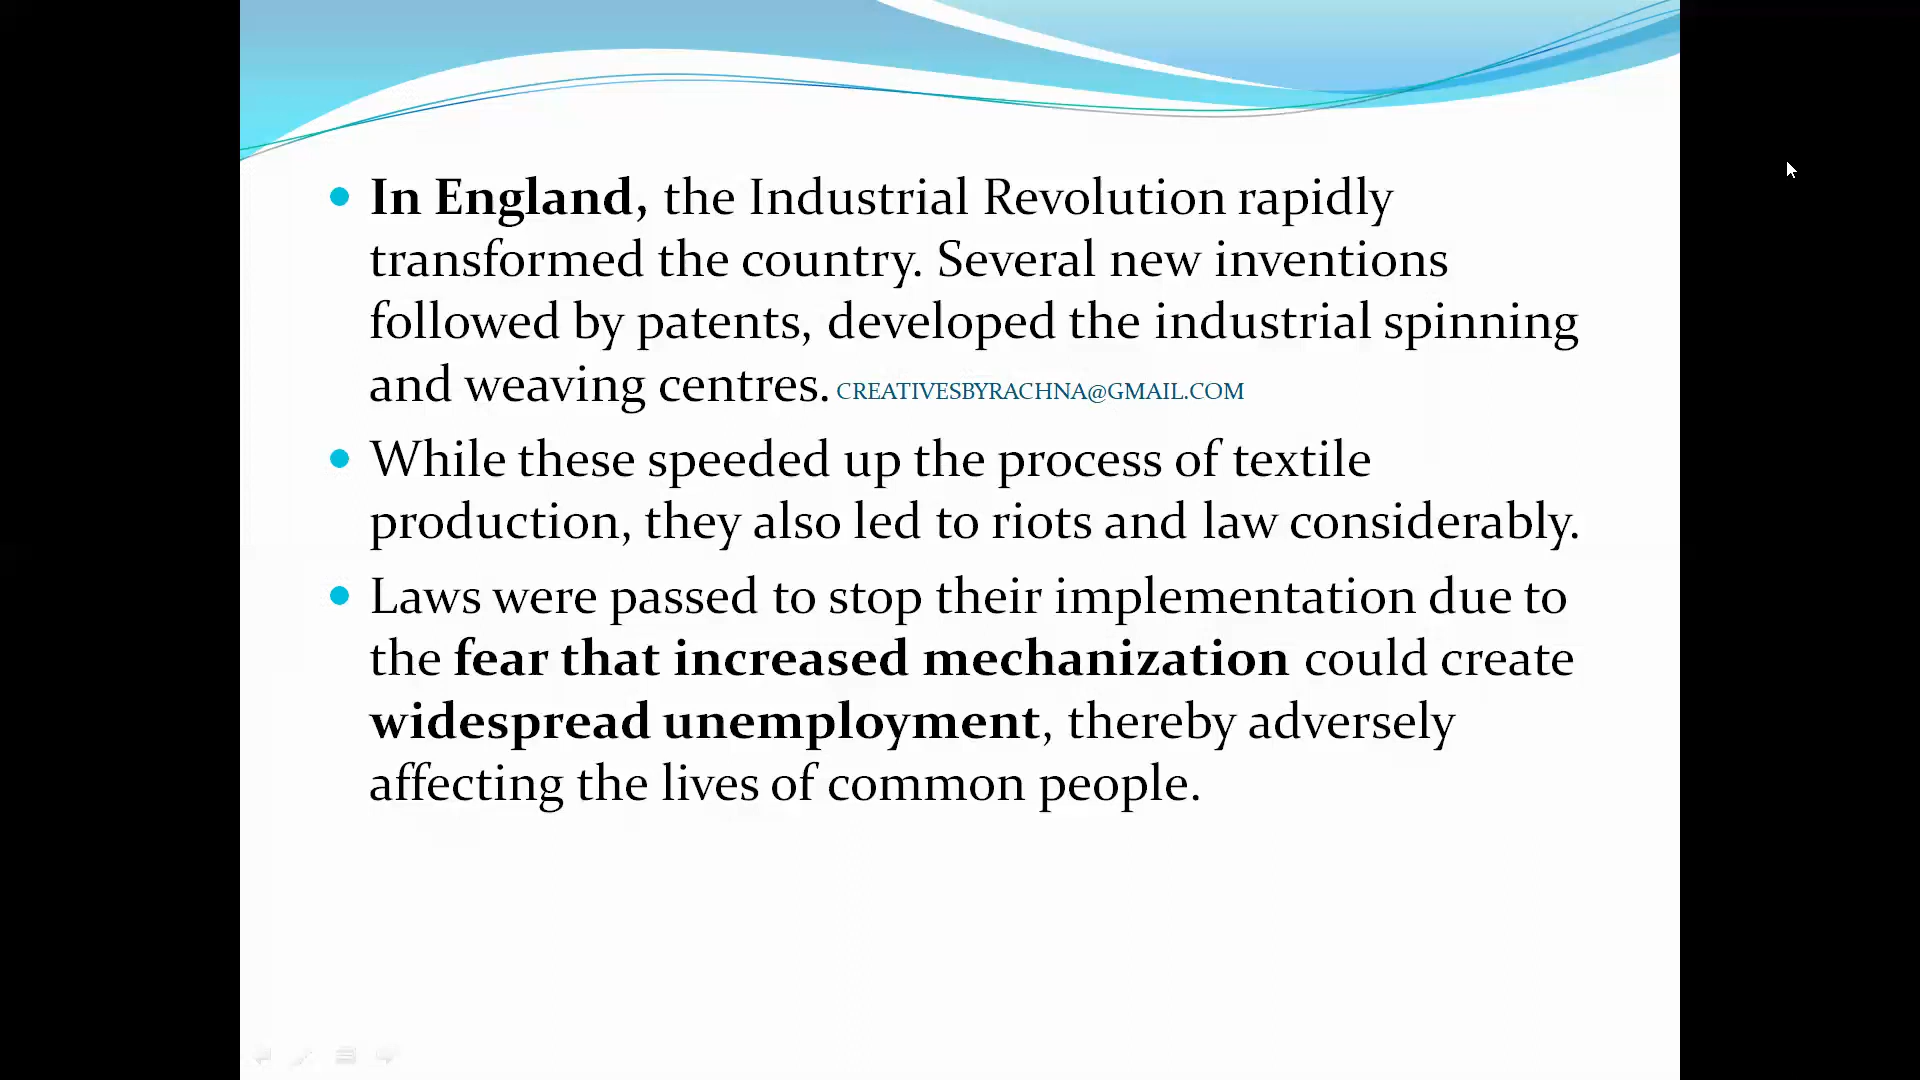 In England, the Industrial Revolution rapidly
transformed the country. Several new inventions
followed by patents, developed the industrial spinning
and weaving centres. CREATIVESBYRACHNA@GMAIL.COM
While these speeded up the process of textile
production, they also led to riots and law considerably.
Laws were passed to stop their implementation due to
the fear that increased mechanization could create
widespread unemployment, thereby adversely
affecting the lives of common people.